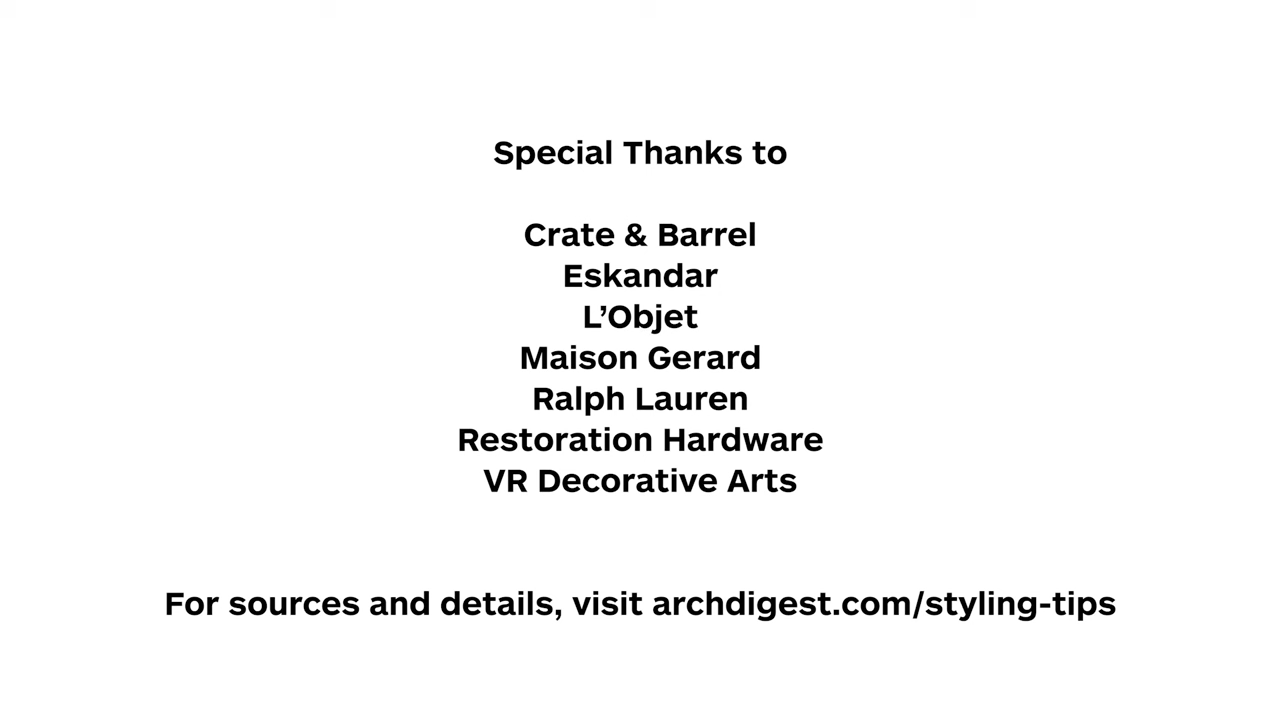 Special Thanks to
Crate & Barrel
Eskandar
L’Objet
Maison Gerard
Ralph Lauren
Restoration Hardware
VR Decorative Arts
For sources and details, visit archdigest.com/styling-tips